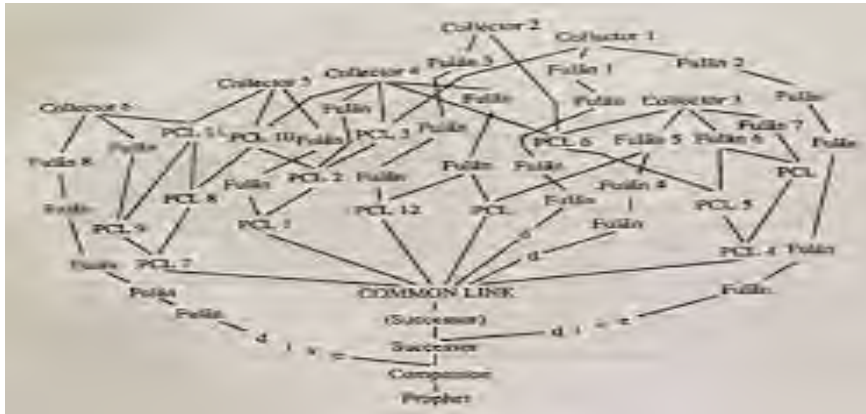 Collector 2
Collector 1
Fulān 3
Fulān 1
Fulān 2
Collector 5
Collector 4
Fulān
Fulān
Fulān
Collector 3
Collector 6
PCL 11
PCL 10
Fulān
PCL 3
Fulān
PCL 6
Fulān 5
Fulān 6
Fulān 7
Fulān
Fulān 8
Fulān
Fulān
PCL 2
Fulān
Fulān
Fulān
PCL
Fulān
PCL 8
Fulān
Fulān 4
PCL 9
PCL 1
PCL 12
PCL
Fulān
Fulān
PCL 5
Fulān
PCL 7
PCL 4
Fulān
Fulān
COMMON LINK
Fulān
Fulān
(Successor)
d i v e
Successor
d i v e
Companion
Prophet
d
d